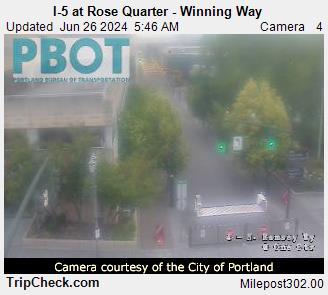 I-5 at Rose Quarter - Winning Way
Updated Jun 26 2024 5:46 AM Camera 4
PBOT
PORTLAND BUREAU OF TRANSPORTATION
Camera courtesy of the City of Portland
TripCheck.com Milepost302.00